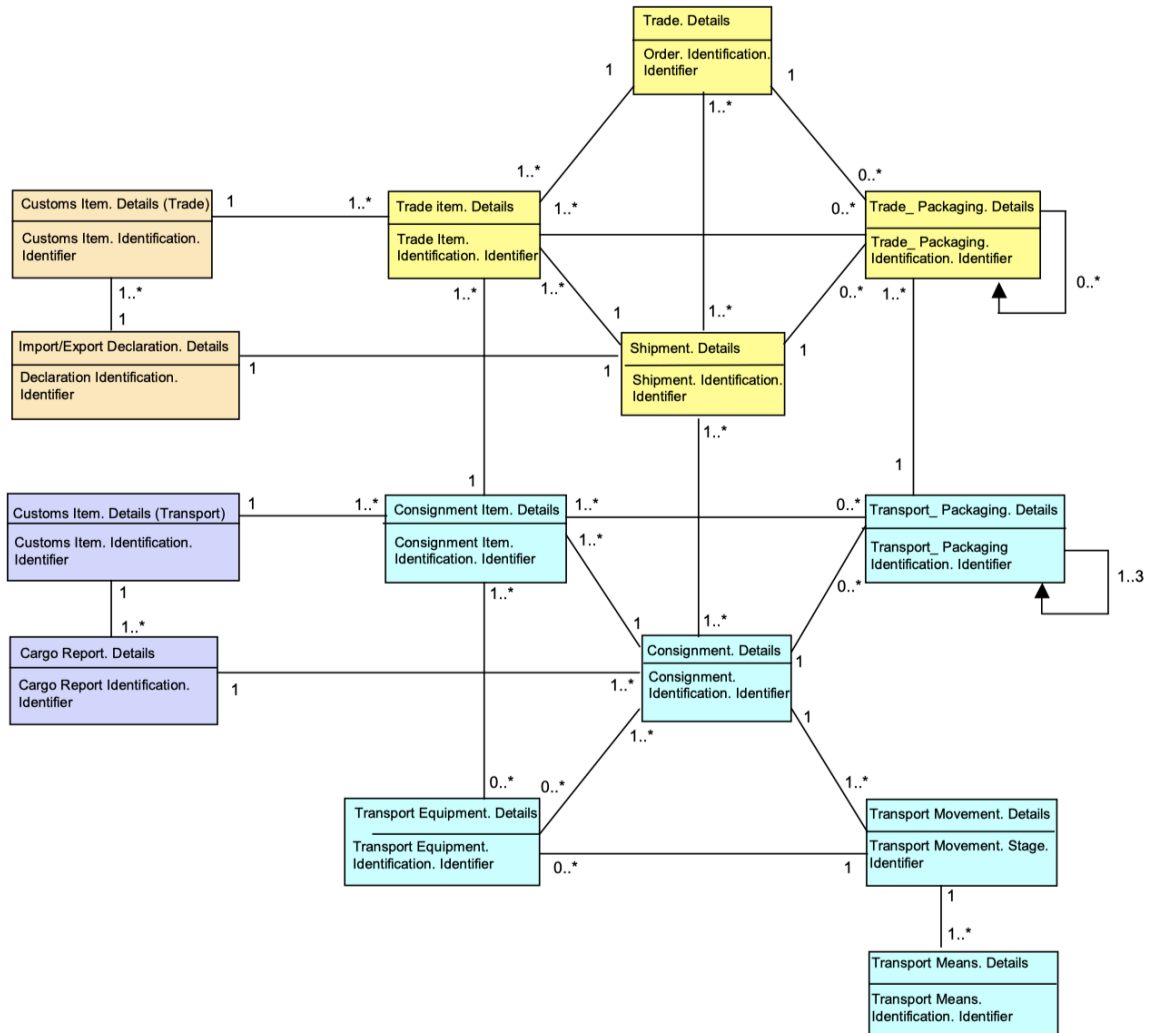 Trade. Details
Order. Identification.
Identifier
1
1
1..*
1..*
0..*
Customs Item. Details (Trade)
Customs Item. Identification.
Identifier
1
1..*
Trade item. Details
Trade Item.
Identification. Identifier
1..*
0..*
Trade_ Packaging. Details
Trade_ Packaging.
Identification. Identifier
0..*
1..*
1..*
1..*
0..*
1..*
1
1
1..*
1
Import/Export Declaration. Details
Declaration Identification.
Identifier
1
1
Shipment. Details
Shipment. Identification.
Identifier
1..*
1
1
Customs Item. Details (Transport)
Customs Item. Identification.
Identifier
1
1..*
Consignment Item. Details
Consignment Item.
Identification. Identifier
1..*
0..*
Transport_ Packaging. Details
Transport_ Packaging
Identification. Identifier
1..3
1..*
1
1..*
0..*
1..*
1
1..*
1
Cargo Report. Details
Cargo Report Identification.
Identifier
1
1..*
Consignment. Details
Consignment.
Identification. Identifier
1..*
1
0..*
0..*
1..*
Transport Equipment. Details
Transport Equipment.
Identification. Identifier
0..*
1
Transport Movement. Details
Transport Movement. Stage.
Identifier
1
1..*
Transport Means. Details
Transport Means.
Identification. Identifier